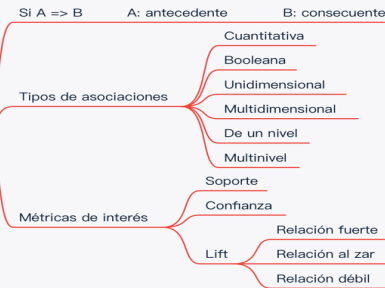 Si A => B A: antecedente B: consecuente
Cuantitativa
Booleana
Unidimensional
Tipos de asociaciones
Multidimensional
De un nivel
Multinivel
Soporte
Confianza
Métricas de interés
Relación fuerte
Lift
Relación al zar
Relación débil